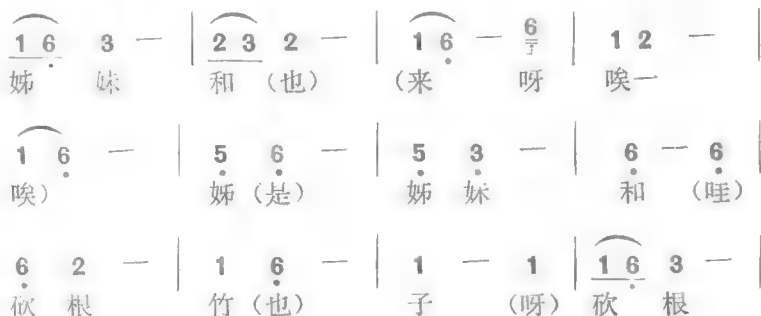 1 6 3 — | 2 3 2 — | 1 6 — 6 | 1 2 — |
姊 妹 和 （也） （来 呀 唉一
1 6 — | 5 6 — | 5 3 — | 6 — 6 |
唉） 姊 （是） 姊 妹 和 （哇）
6 2 — | 1 6 — | 1 — 1 | 1 6 3 — |
砍 根 竹 （也） 子 （呀） 砍 根